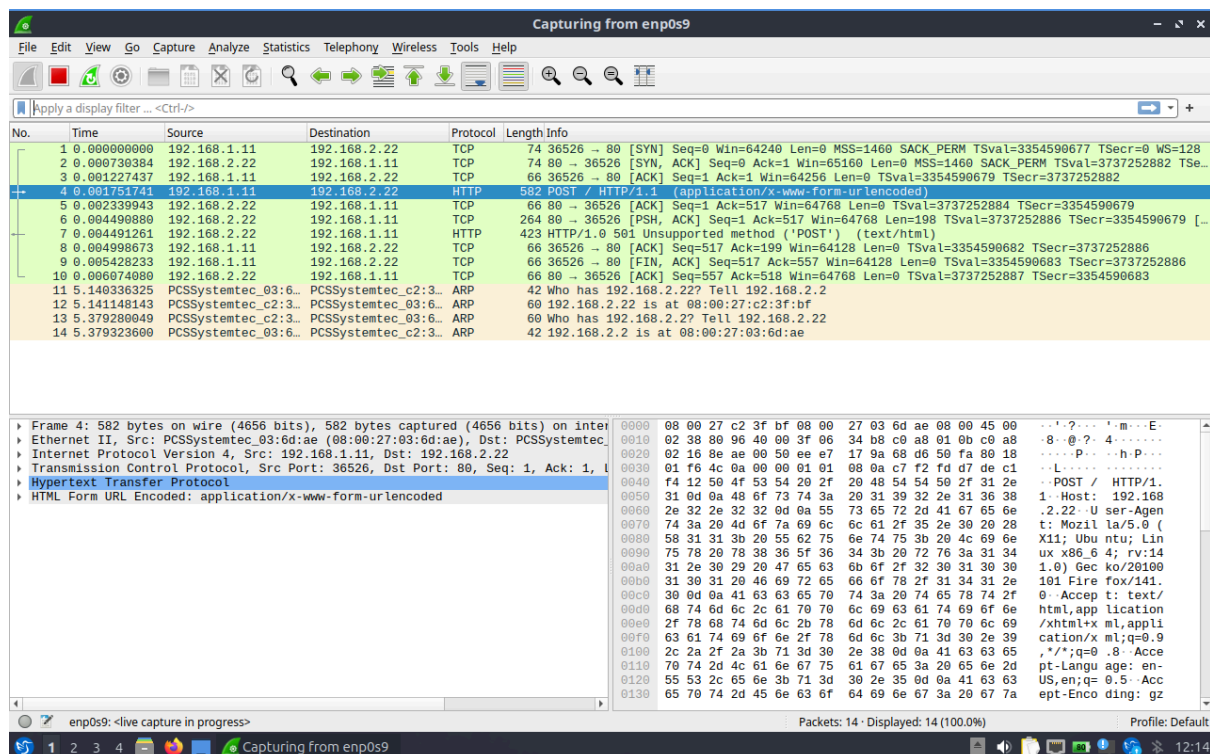 Capturing from enp0s9
File Edit View Go Capture Analyze Statistics Telephony Wireless Tools Help
Apply a display filter ... <Ctrl-/>
No. Time Source Destination Protocol Length Info
1 0.000000000 192.168.1.11 192.168.2.22 TCP 74 36526 → 80 [SYN] Seq=0 Win=64240 Len=0 MSS=1460 SACK_PERM TSval=3354590677 TSecr=0 WS=128
2 0.000730384 192.168.2.22 192.168.1.11 TCP 74 80 → 36526 [SYN, ACK] Seq=0 Ack=1 Win=65160 Len=0 MSS=1460 SACK_PERM TSval=3737252882 TSe…
3 0.001227437 192.168.1.11 192.168.2.22 TCP 66 36526 → 80 [ACK] Seq=1 Ack=1 Win=64256 Len=0 TSval=3354590679 TSecr=3737252882
4 0.001751741 192.168.1.11 192.168.2.22 HTTP 582 POST / HTTP/1.1 (application/x-www-form-urlencoded)
5 0.002339943 192.168.2.22 192.168.1.11 TCP 66 80 → 36526 [ACK] Seq=1 Ack=517 Win=64768 Len=0 TSval=3737252884 TSecr=3354590679
6 0.004490880 192.168.2.22 192.168.1.11 TCP 264 80 → 36526 [PSH, ACK] Seq=1 Ack=517 Win=64768 Len=198 TSval=3737252886 TSecr=3354590679 […
7 0.004491261 192.168.2.22 192.168.1.11 HTTP 423 HTTP/1.0 501 Unsupported method ('POST') (text/html)
8 0.004998673 192.168.1.11 192.168.2.22 TCP 66 36526 → 80 [ACK] Seq=517 Ack=199 Win=64128 Len=0 TSval=3354590682 TSecr=3737252886
9 0.005428233 192.168.1.11 192.168.2.22 TCP 66 36526 → 80 [FIN, ACK] Seq=517 Ack=557 Win=64128 Len=0 TSval=3354590683 TSecr=3737252886
10 0.006074080 192.168.2.22 192.168.1.11 TCP 66 80 → 36526 [ACK] Seq=557 Ack=518 Win=64768 Len=0 TSval=3737252887 TSecr=3354590683
11 5.140336325 PCSSystemtec_03:6… PCSSystemtec_c2:3… ARP 42 Who has 192.168.2.22? Tell 192.168.2.2
12 5.141148143 PCSSystemtec_c2:3… PCSSystemtec_03:6… ARP 60 192.168.2.22 is at 08:00:27:c2:3f:bf
13 5.379280049 PCSSystemtec_c2:3… PCSSystemtec_03:6… ARP 60 Who has 192.168.2.2? Tell 192.168.2.22
14 5.379323600 PCSSystemtec_03:6… PCSSystemtec_c2:3… ARP 42 192.168.2.2 is at 08:00:27:03:6d:ae
Frame 4: 582 bytes on wire (4656 bits), 582 bytes captured (4656 bits) on inter
Ethernet II, Src: PCSSystemtec_03:6d:ae (08:00:27:03:6d:ae), Dst: PCSSystemtec_
Internet Protocol Version 4, Src: 192.168.1.11, Dst: 192.168.2.22
Transmission Control Protocol, Src Port: 36526, Dst Port: 80, Seq: 1, Ack: 1, L
Hypertext Transfer Protocol
HTML Form URL Encoded: application/x-www-form-urlencoded
0000 08 00 27 c2 3f bf 08 00 27 03 6d ae 08 00 45 00 ··'·?··· '·m···E·
0010 02 38 80 96 40 00 3f 06 34 b8 c0 a8 01 0b c0 a8 ·8··@·?· 4·······
0020 02 16 8e ae 00 50 ee e7 17 9a 68 d6 50 fa 80 18 ·····P·· ··h·P···
0030 01 f6 4c 0a 00 00 01 01 08 0a c7 f2 fd d7 de c1 ··L····· ········
0040 f4 12 50 4f 53 54 20 2f 20 48 54 54 50 2f 31 2e ··POST / HTTP/1.
0050 31 0d 0a 48 6f 73 74 3a 20 31 39 32 2e 31 36 38 1··Host: 192.168
0060 2e 32 2e 32 32 0d 0a 55 73 65 72 2d 41 67 65 6e .2.22··U ser-Agen
0070 74 3a 20 4d 6f 7a 69 6c 6c 61 2f 35 2e 30 20 28 t: Mozil la/5.0 (
0080 58 31 31 3b 20 55 62 75 6e 74 75 3b 20 4c 69 6e X11; Ubu ntu; Lin
0090 75 78 20 78 38 36 5f 36 34 3b 20 72 76 3a 31 34 ux x86_6 4; rv:14
00a0 31 2e 30 29 20 47 65 63 6b 6f 2f 32 30 31 30 30 1.0) Gec ko/20100
00b0 31 30 31 20 46 69 72 65 66 6f 78 2f 31 34 31 2e 101 Fire fox/141.
00c0 30 0d 0a 41 63 63 65 70 74 3a 20 74 65 78 74 2f 0··Accep t: text/
00d0 68 74 6d 6c 2c 61 70 70 6c 69 63 61 74 69 6f 6e html,app lication
00e0 2f 78 68 74 6d 6c 2b 78 6d 6c 2c 61 70 70 6c 69 /xhtml+x ml,appli
00f0 63 61 74 69 6f 6e 2f 78 6d 6c 3b 71 3d 30 2e 39 cation/x ml;q=0.9
0100 2c 2a 2f 2a 3b 71 3d 30 2e 38 0d 0a 41 63 63 65 ,*/*;q=0 .8··Acce
0110 70 74 2d 4c 61 6e 67 75 61 67 65 3a 20 65 6e 2d pt-Langu age: en-
0120 55 53 2c 65 6e 3b 71 3d 30 2e 35 0d 0a 41 63 63 US,en;q= 0.5··Acc
0130 65 70 74 2d 45 6e 63 6f 64 69 6e 67 3a 20 67 7a ept-Enco ding: gz
enp0s9: <live capture in progress> Packets: 14 · Displayed: 14 (100.0%) Profile: Default
1 2 3 4 Capturing from enp0s9 80 12:14